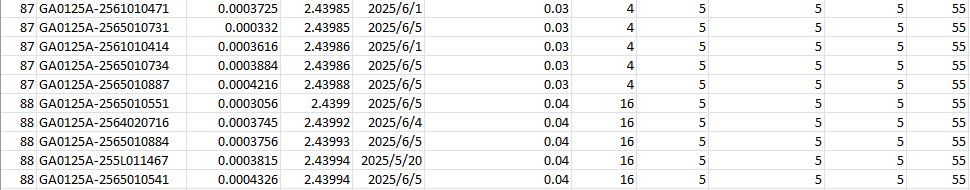 87 GA0125A-2561010471 0.0003725 2.43985 2025/6/1 0.03 4 5 5 5 55
87 GA0125A-2565010731 0.000332 2.43985 2025/6/5 0.03 4 5 5 5 55
87 GA0125A-2561010414 0.0003616 2.43986 2025/6/1 0.03 4 5 5 5 55
87 GA0125A-2565010734 0.0003884 2.43986 2025/6/5 0.03 4 5 5 5 55
87 GA0125A-2565010887 0.0004216 2.43988 2025/6/5 0.03 4 5 5 5 55
88 GA0125A-2565010551 0.0003056 2.4399 2025/6/5 0.04 16 5 5 5 55
88 GA0125A-2564020716 0.0003745 2.43992 2025/6/4 0.04 16 5 5 5 55
88 GA0125A-2565010884 0.0003756 2.43993 2025/6/5 0.04 16 5 5 5 55
88 GA0125A-255L011467 0.0003815 2.43994 2025/5/20 0.04 16 5 5 5 55
88 GA0125A-2565010541 0.0004326 2.43994 2025/6/5 0.04 16 5 5 5 55